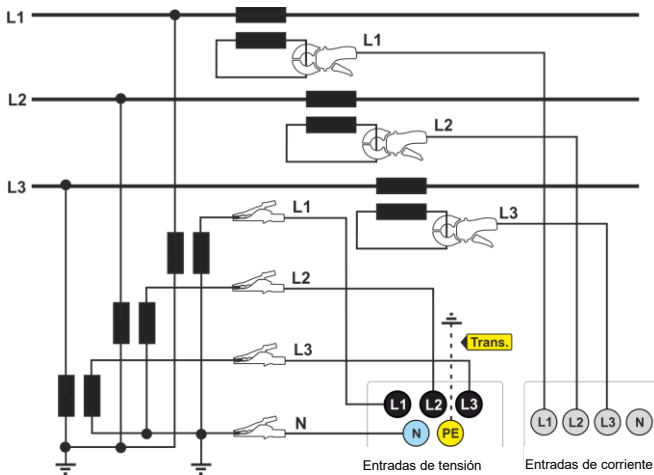 L1
L1
L2
L2
L3
L1
L3
L2
Trans.
L3
L1 L2 L3
N
N PE
L1 L2 L3 N
Entradas de tensión
Entradas de corriente